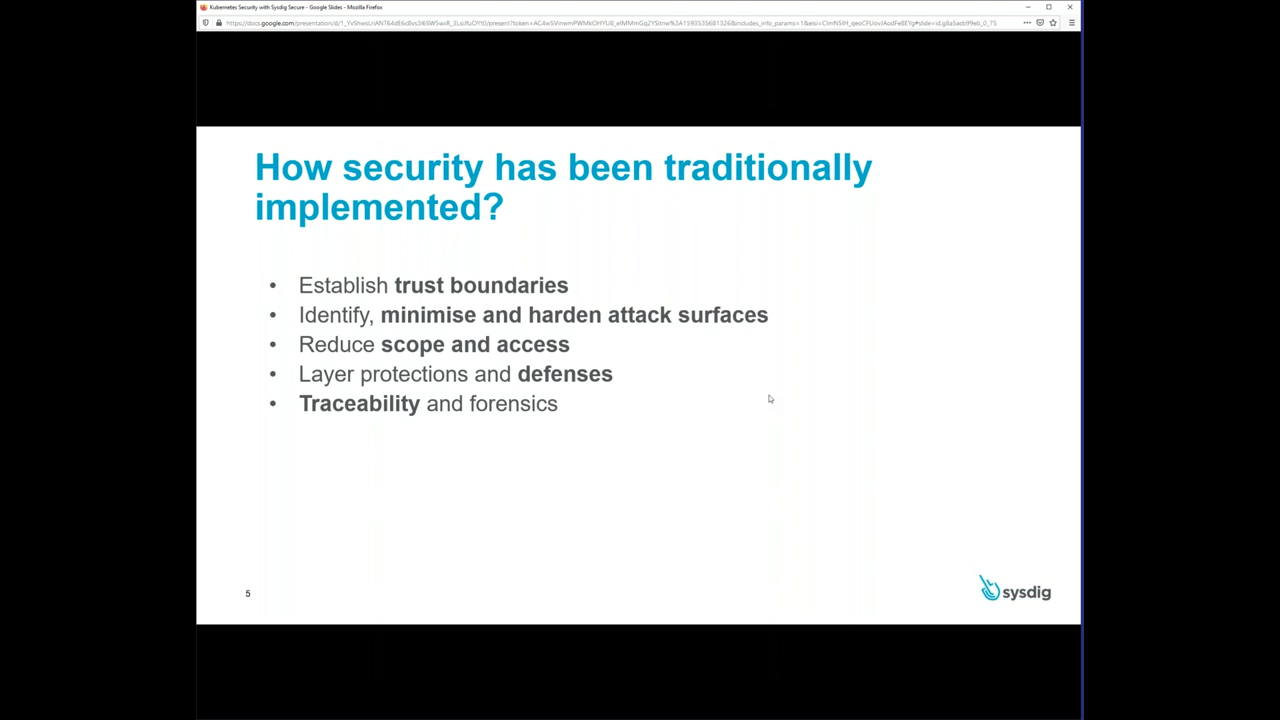 Kubernetes Security with Sysdig Secure - Google Slides - Mozilla Firefox
How security has been traditionally
implemented?
• Establish trust boundaries
• Identify, minimise and harden attack surfaces
• Reduce scope and access
• Layer protections and defenses
• Traceability and forensics
5
sysdig